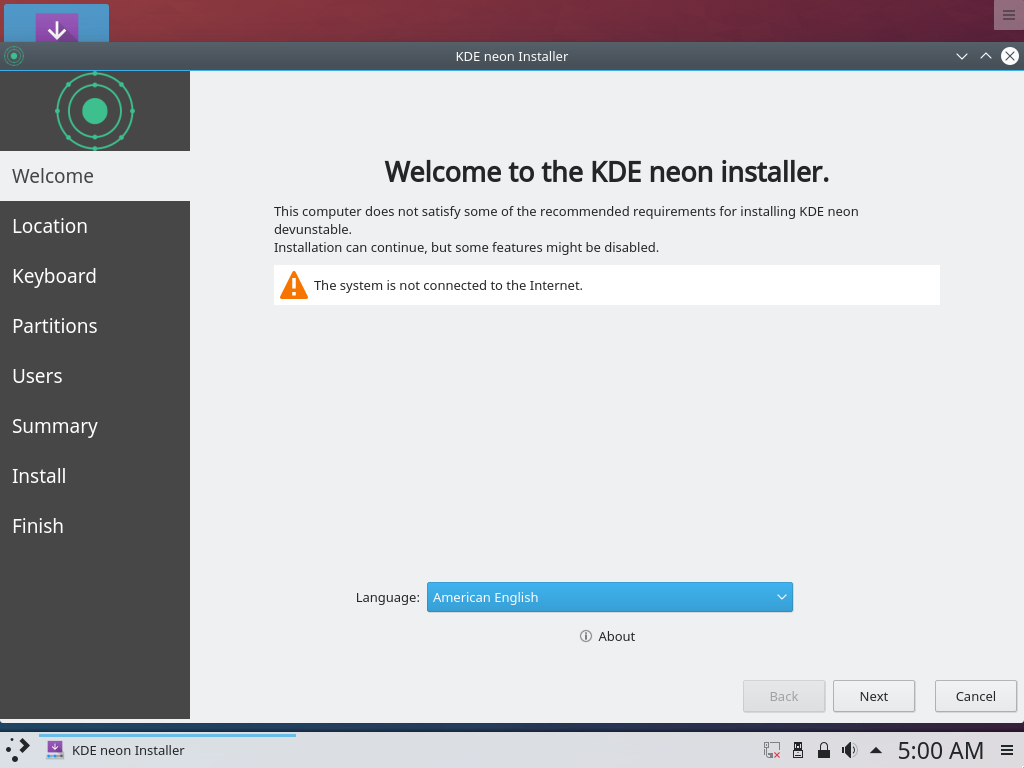 KDE neon Installer
Welcome
Location
Keyboard
Partitions
Users
Summary
Install
Finish
Welcome to the KDE neon installer.
This computer does not satisfy some of the recommended requirements for installing KDE neon
devunstable.
Installation can continue, but some features might be disabled.
The system is not connected to the Internet.
Language: American English
About
Back Next Cancel
KDE neon Installer 5:00 AM